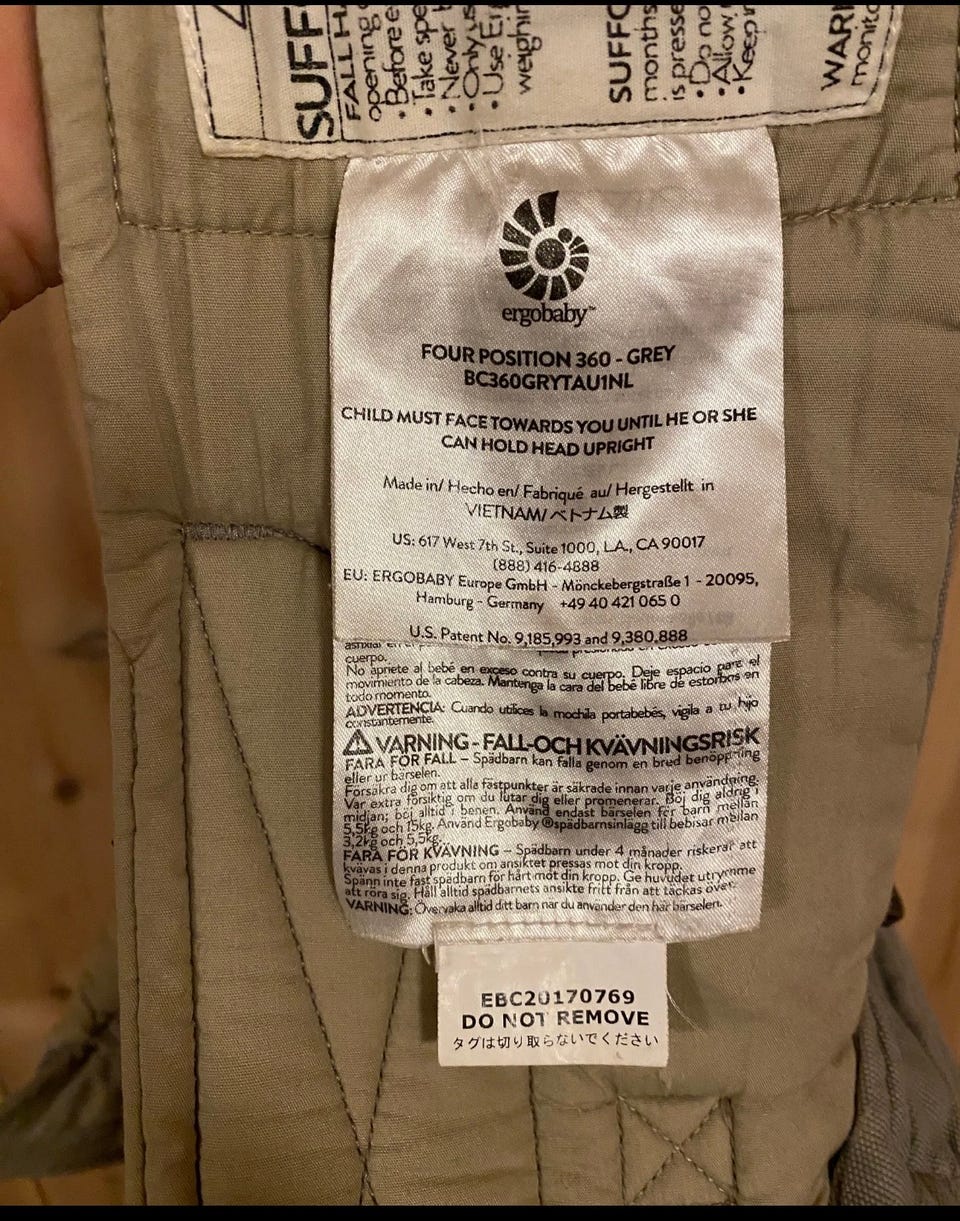 SUFFO
FALL HA
opening
• Before e
• Take spe
• Never b
• Only us
• Use Er
weighin
SUFFO
months
is presse
• Do no
• Allow
• Keep
WAR
monito
ergobaby™
FOUR POSITION 360 - GREY
BC360GRYTAU1NL
CHILD MUST FACE TOWARDS YOU UNTIL HE OR SHE
CAN HOLD HEAD UPRIGHT
Made in/ Hecho en/ Fabriqué au/ Hergestellt in
VIETNAM/ ベトナム製
US: 617 West 7th St., Suite 1000, L.A., CA 90017
(888) 416-4888
EU: ERGOBABY Europe GmbH - Mönckebergstraße 1 - 20095,
Hamburg - Germany +49 40 421 065 0
U.S. Patent No. 9,185,993 and 9,380,888
cuerpo.
No apriete al bebé en exceso contra su cuerpo. Deje espacio para el
movimiento de la cabeza. Mantenga la cara del bebé libre de estorbos en
todo momento.
ADVERTENCIA: Cuando utilices la mochila portabebés, vigila a tu hijo
constantemente.
VARNING - FALL-OCH KVÄVNINGSRISK
FARA FÖR FALL – Spädbarn kan falla genom en bred benöppning
eller ur bärselen.
Försäkra dig om att alla fästpunkter är säkrade innan varje användning.
Var extra försiktig om du lutar dig eller promenerar. Böj dig aldrig i
midjan; böj alltid i benen. Använd endast bärselen för barn mellan
5,5kg och 15kg. Använd Ergobaby®spädbarnsinlägg till bebisar mellan
3,2kg och 5,5kg.
FARA FÖR KVÄVNING – Spädbarn under 4 månader riskerar att
kvävas i denna produkt om ansiktet pressas mot din kropp.
Spänn inte fast spädbarn för hårt mot din kropp. Ge huvudet utrymme
att röra sig. Håll alltid spädbarnets ansikte fritt från att täckas över.
VARNING: Övervaka alltid ditt barn när du använder den här bärselen.
EBC20170769
DO NOT REMOVE
タグは切り取らないでください